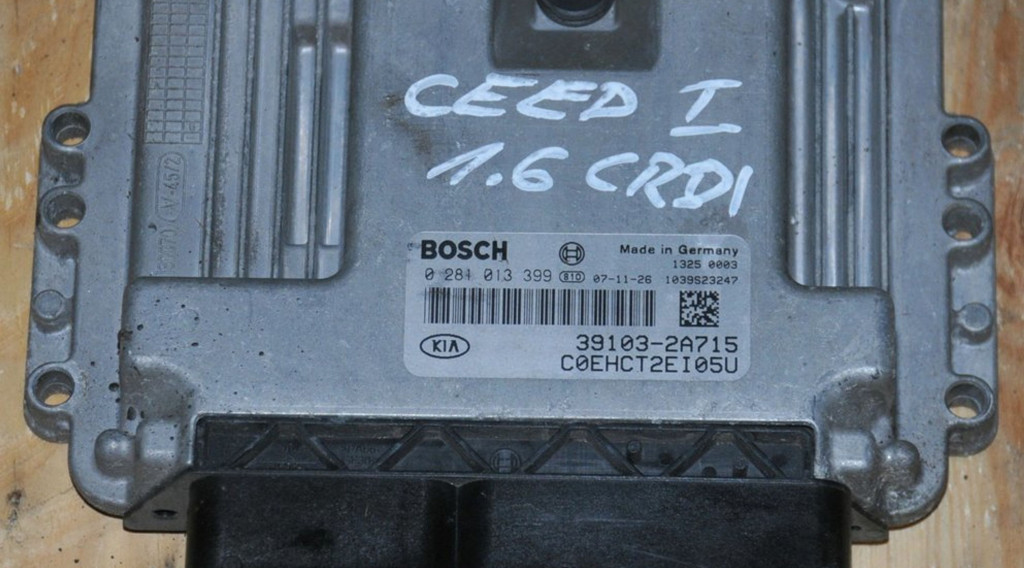 CEED I
1.6 CRDI
BOSCH Made in Germany
1325 0003
0 281 013 399 810 07-11-26 1039S23247
KIA 39103-2A715
C0EHCT2EI05U